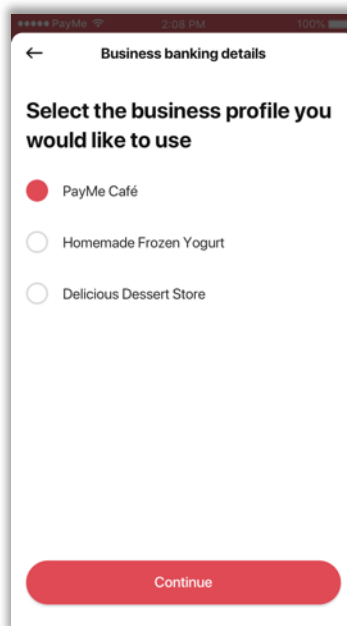 PayMe 2:08 PM 100%
Business banking details
Select the business profile you
would like to use
PayMe Café
Homemade Frozen Yogurt
Delicious Dessert Store
Continue